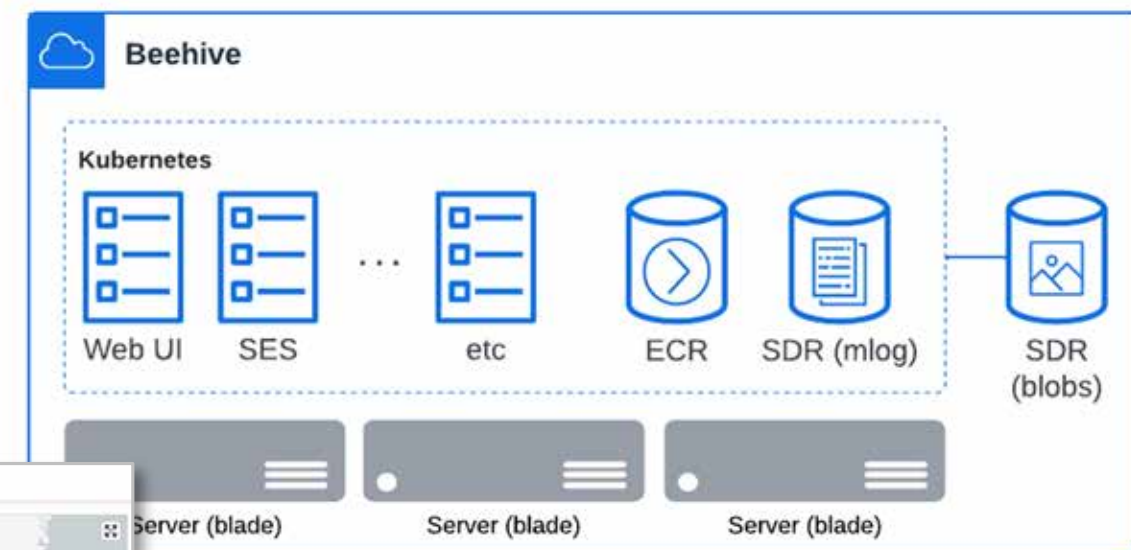 Beehive
Kubernetes
Web UI SES ... etc ECR SDR (mlog) SDR
(blobs)
Server (blade) Server (blade) Server (blade)